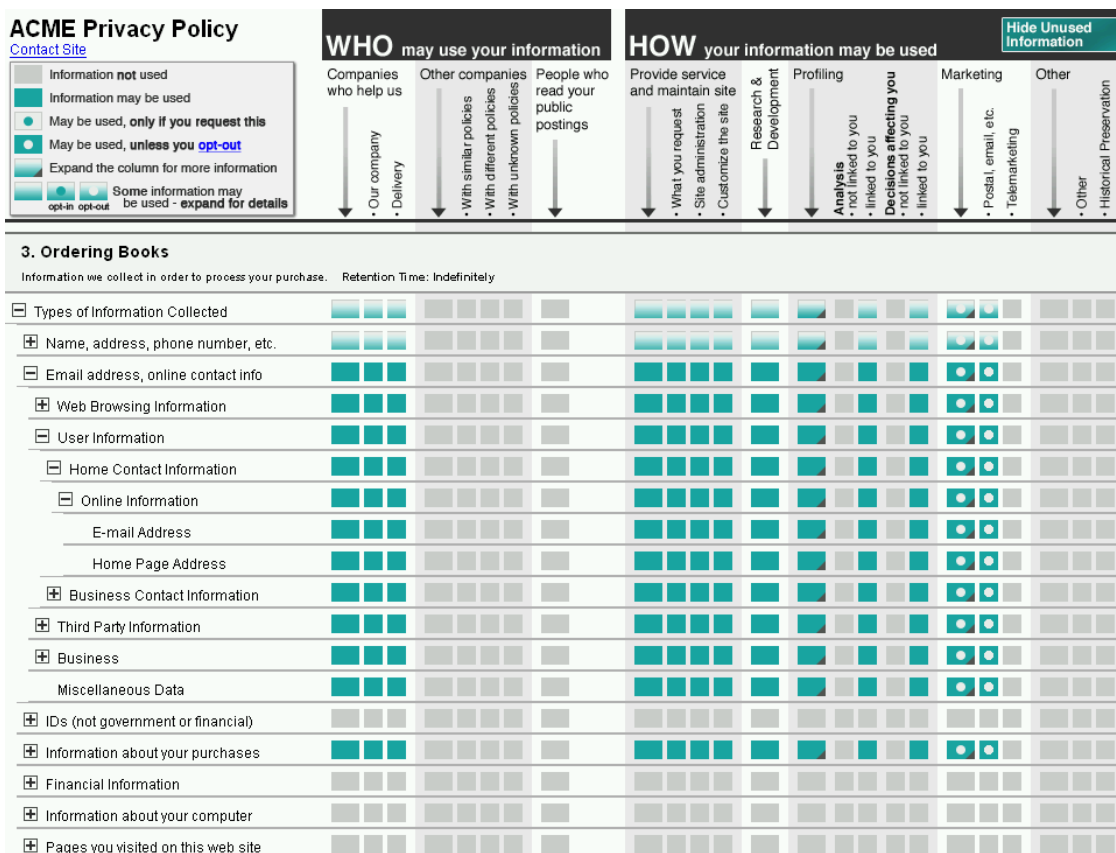 ACME Privacy Policy
Contact Site
Information not used
Information may be used
May be used, only if you request this
May be used, unless you opt-out
Expand the column for more information
Some information may
be used - expand for details
opt-in opt-out
WHO may use your information
Companies
who help us
• Our company
• Delivery
Other companies
• With similar policies
• With different policies
• With unknown policies
People who
read your
public
postings
HOW your information may be used
Hide Unused
Information
Provide service
and maintain site
• What you request
• Site administration
• Customize the site
Research &
Development
Profiling
Analysis
• not linked to you
• linked to you
Decisions affecting you
• not linked to you
• linked to you
Marketing
• Postal, email, etc.
• Telemarketing
Other
• Other
• Historical Preservation
3. Ordering Books
Information we collect in order to process your purchase. Retention Time: Indefinitely
Types of Information Collected
Name, address, phone number, etc.
Email address, online contact info
Web Browsing Information
User Information
Home Contact Information
Online Information
E-mail Address
Home Page Address
Business Contact Information
Third Party Information
Business
Miscellaneous Data
IDs (not government or financial)
Information about your purchases
Financial Information
Information about your computer
Pages you visited on this web site